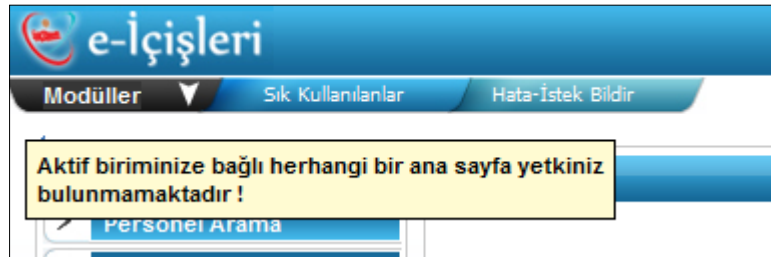 e-İçişleri
Modüller
Sık Kullanılanlar
Hata-İstek Bildir
Aktif biriminize bağlı herhangi bir ana sayfa yetkiniz
bulunmamaktadır !
Personel Arama